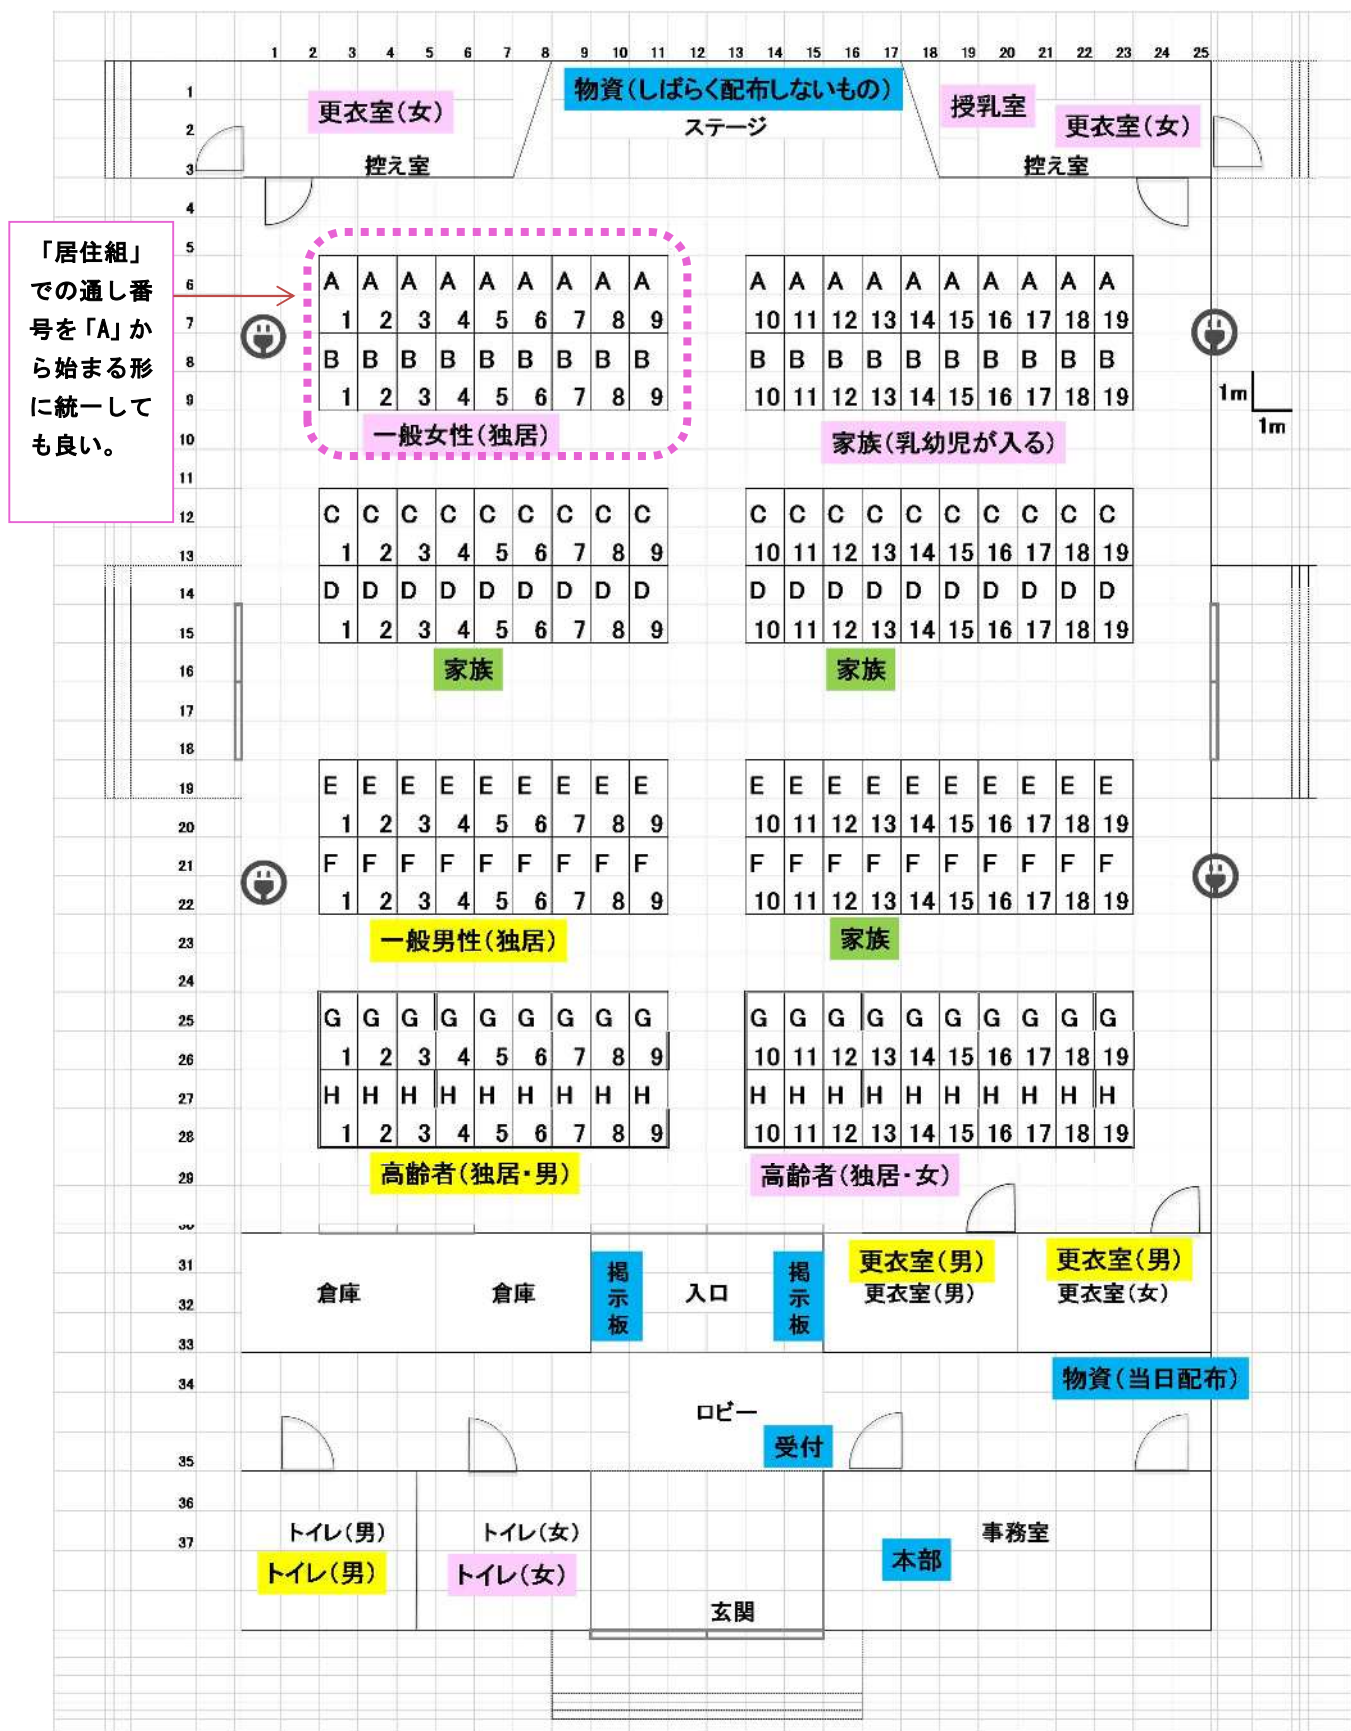 1 2 3 4 5 6 7 8 9 10 11 12 13 14 15 16 17 18 19 20 21 22 23 24 25
物資(しばらく配布しないもの)
1
更衣室(女)
授乳室
更衣室(女)
ステージ
2
控え室
控え室
3
4
「居住組」
での通し番
号を「A」か
ら始まる形
に統一して
も良い。
5
6
A A A A A A A A A
A A A A A A A A A A
7
1 2 3 4 5 6 7 8 9
10 11 12 13 14 15 16 17 18 19
8
B B B B B B B B B
B B B B B B B B B B
9
1 2 3 4 5 6 7 8 9
10 11 12 13 14 15 16 17 18 19
1m
1m
10
一般女性(独居)
家族(乳幼児が入る)
11
12
C C C C C C C C C
C C C C C C C C C C
13
1 2 3 4 5 6 7 8 9
10 11 12 13 14 15 16 17 18 19
14
D D D D D D D D D
D D D D D D D D D D
15
1 2 3 4 5 6 7 8 9
10 11 12 13 14 15 16 17 18 19
16
家族
家族
17
18
19
E E E E E E E E E
E E E E E E E E E E
20
1 2 3 4 5 6 7 8 9
10 11 12 13 14 15 16 17 18 19
21
F F F F F F F F F
F F F F F F F F F F
22
1 2 3 4 5 6 7 8 9
10 11 12 13 14 15 16 17 18 19
23
一般男性(独居)
家族
24
25
G G G G G G G G G
G G G G G G G G G G
26
1 2 3 4 5 6 7 8 9
10 11 12 13 14 15 16 17 18 19
27
H H H H H H H H H
H H H H H H H H H H
28
1 2 3 4 5 6 7 8 9
10 11 12 13 14 15 16 17 18 19
29
高齢者(独居・男)
高齢者(独居・女)
30
31
更衣室(男)
更衣室(男)
32
倉庫
倉庫
掲示板
入口
掲示板
更衣室(男)
更衣室(女)
33
34
物資(当日配布)
ロビー
受付
35
36
37
トイレ(男)
トイレ(女)
事務室
トイレ(男)
トイレ(女)
本部
玄関